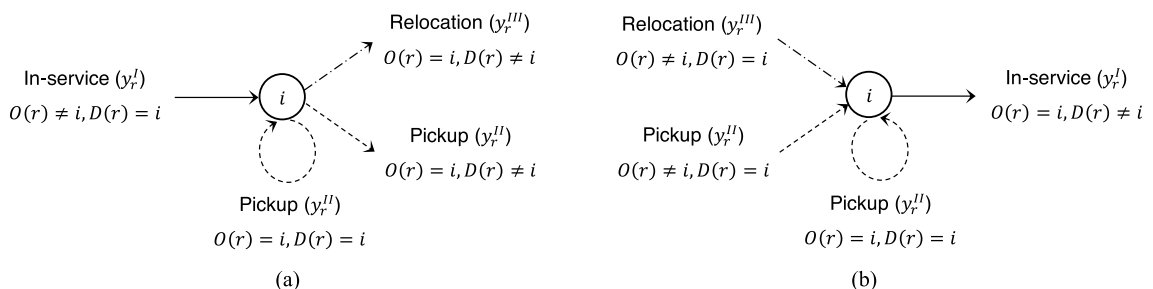 Relocation (y_r^{III})
O(r) = i, D(r) ≠ i
In-service (y_r^{I})
O(r) ≠ i, D(r) = i
i
Pickup (y_r^{II})
O(r) = i, D(r) ≠ i
Pickup (y_r^{II})
O(r) = i, D(r) = i
(a)
Relocation (y_r^{III})
O(r) ≠ i, D(r) = i
In-service (y_r^{I})
O(r) = i, D(r) ≠ i
i
Pickup (y_r^{II})
O(r) ≠ i, D(r) = i
Pickup (y_r^{II})
O(r) = i, D(r) = i
(b)